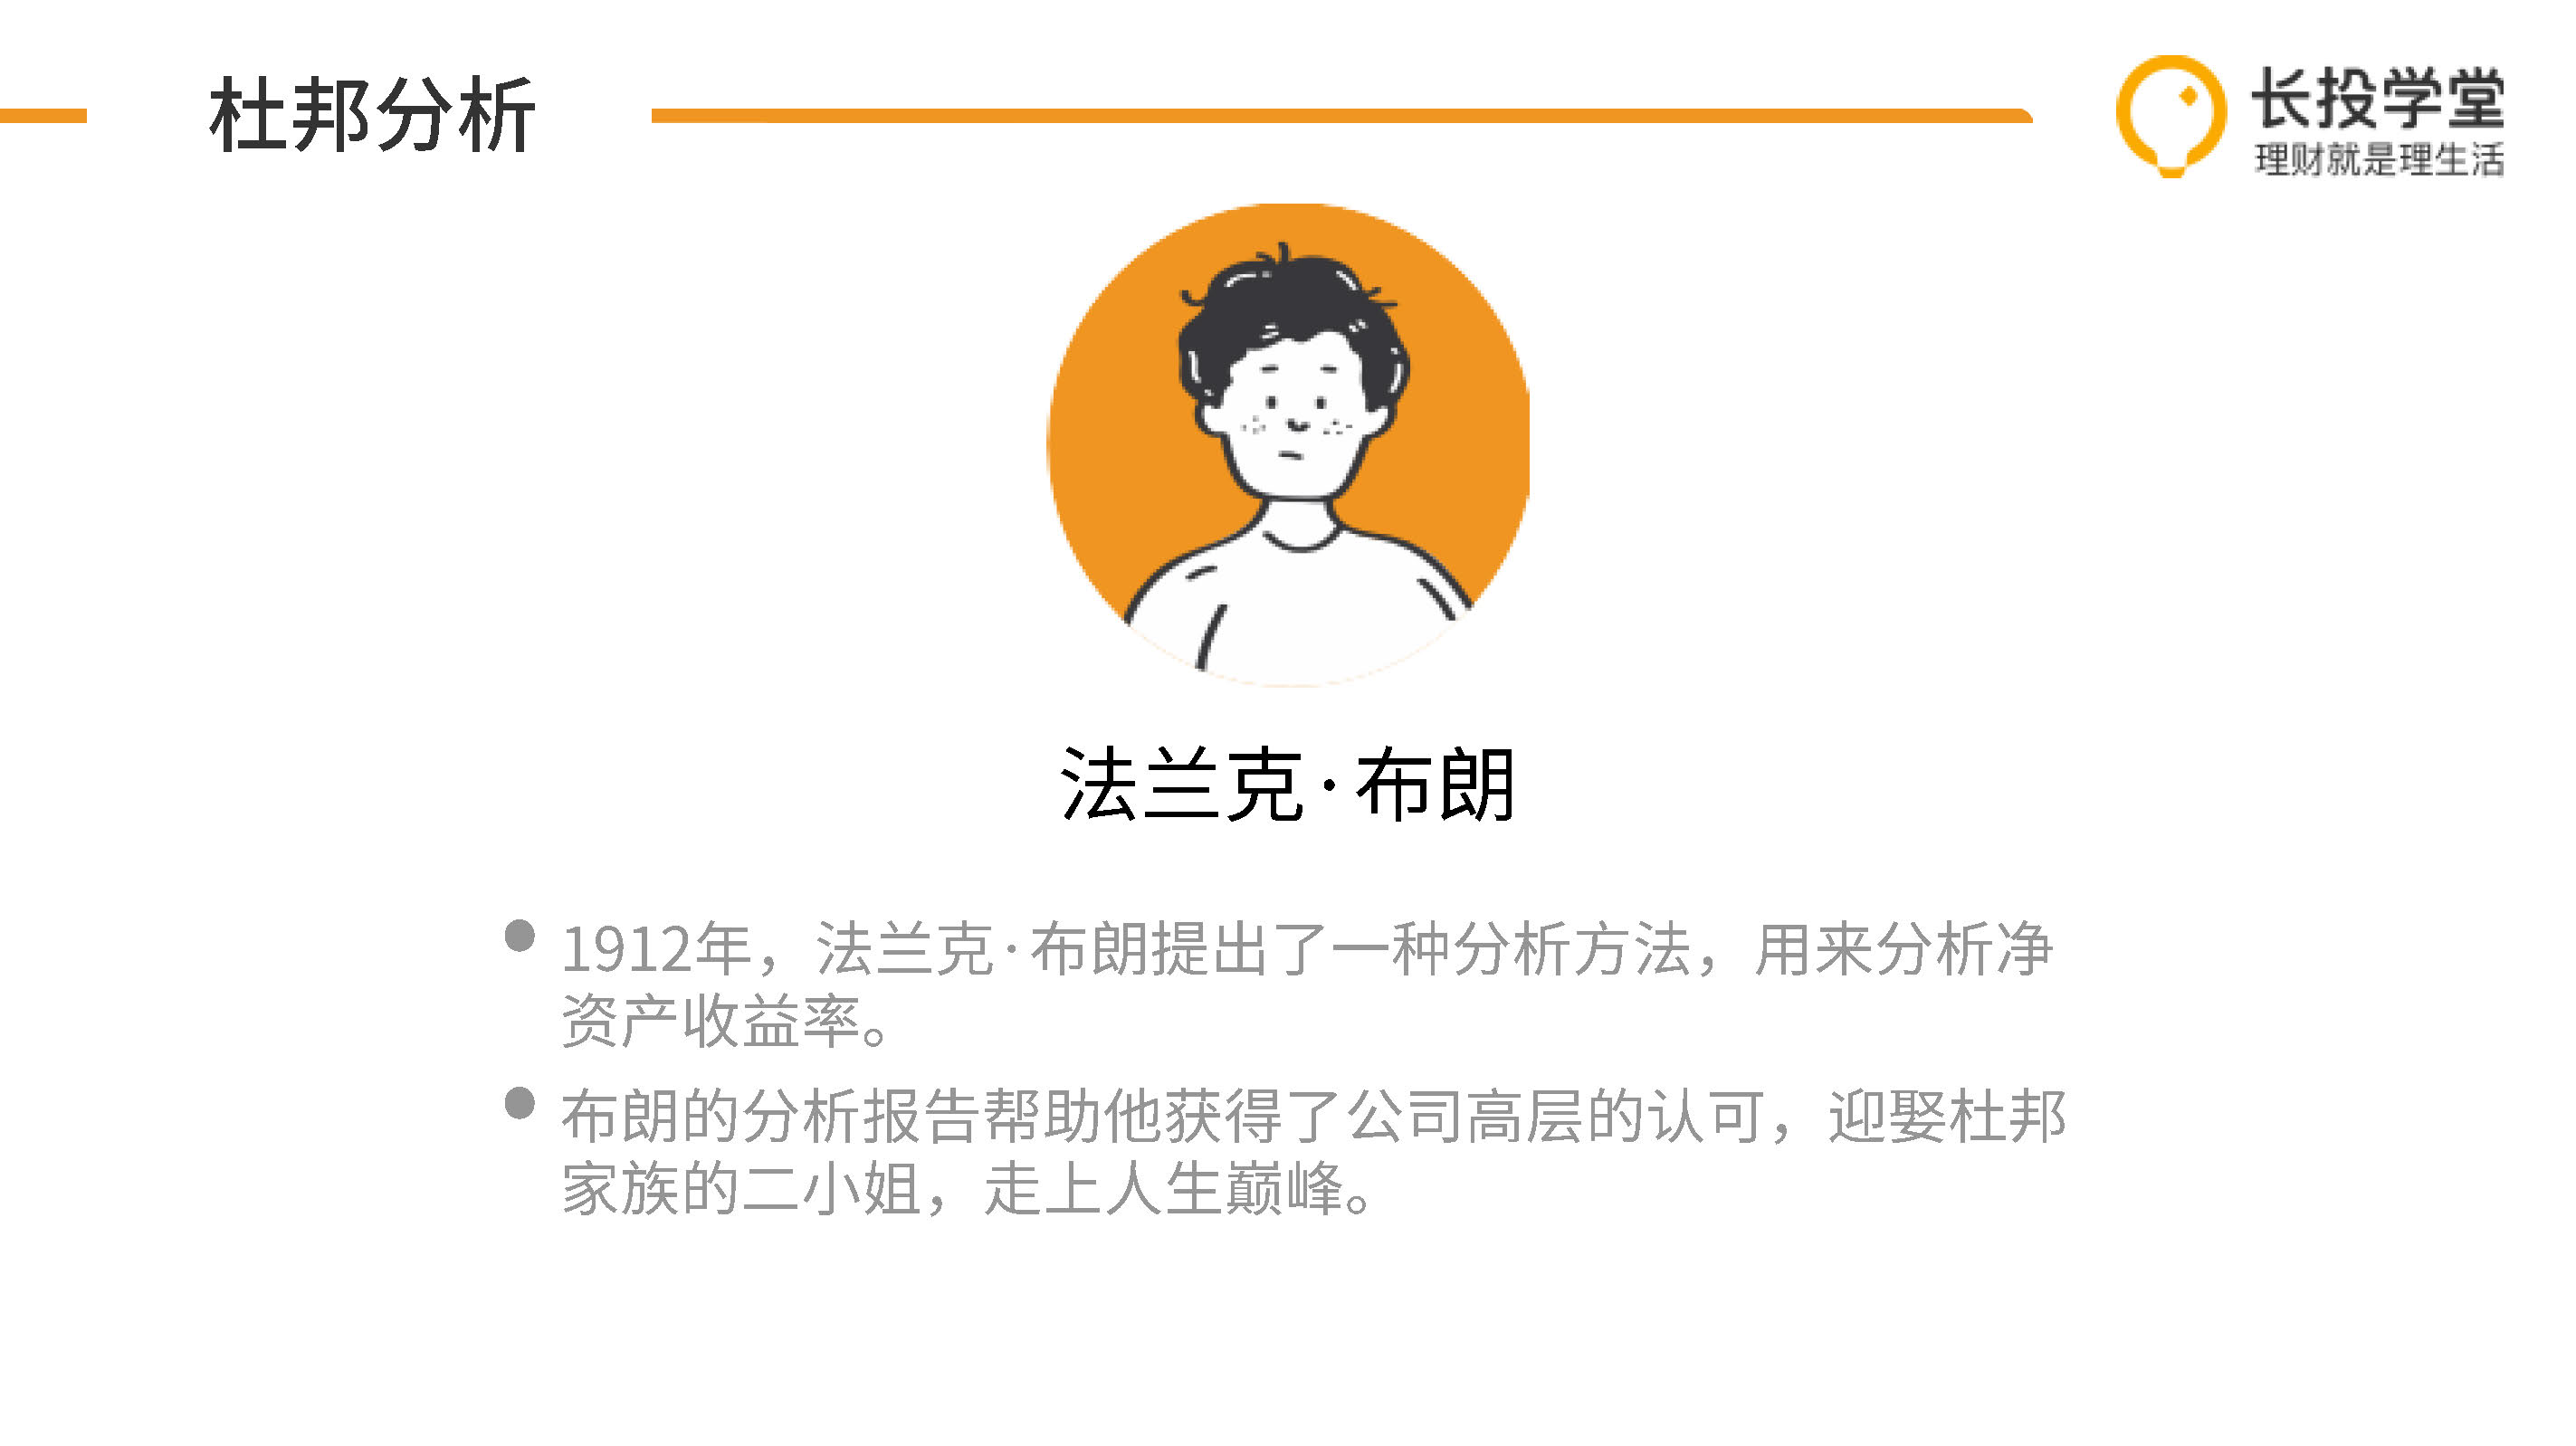 杜邦分析
长投学堂
理财就是理生活
法兰克·布朗
● 1912年，法兰克·布朗提出了一种分析方法，用来分析净
资产收益率。
● 布朗的分析报告帮助他获得了公司高层的认可，迎娶杜邦
家族的二小姐，走上人生巅峰。